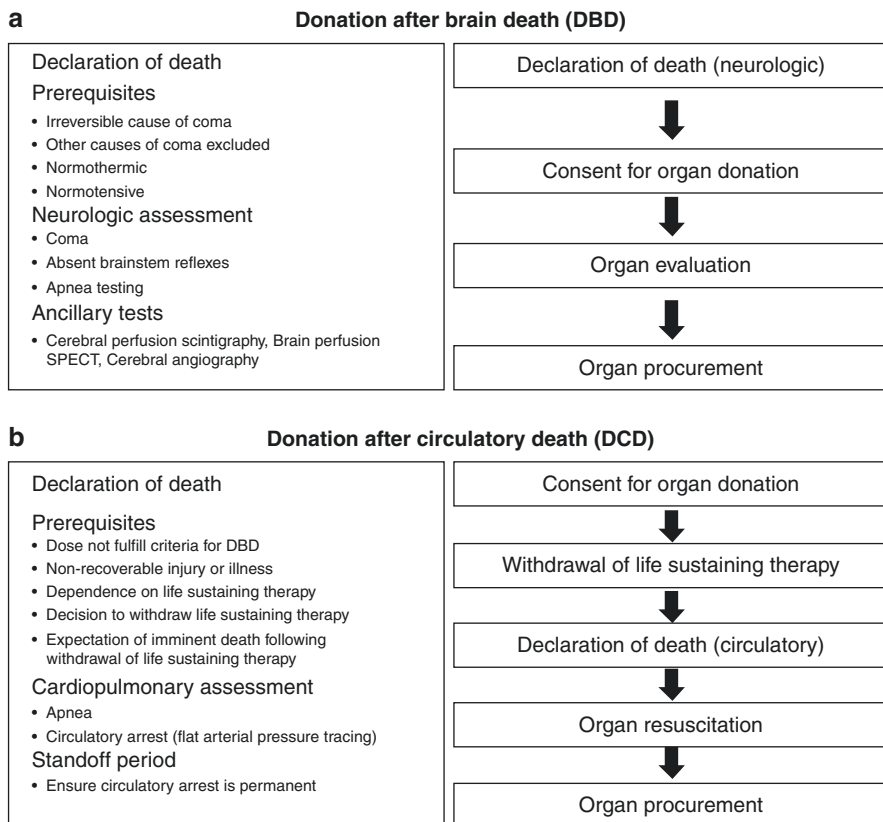 a
Donation after brain death (DBD)
Declaration of death
Prerequisites
• Irreversible cause of coma
• Other causes of coma excluded
• Normothermic
• Normotensive
Neurologic assessment
• Coma
• Absent brainstem reflexes
• Apnea testing
Ancillary tests
• Cerebral perfusion scintigraphy, Brain perfusion
SPECT, Cerebral angiography
Declaration of death (neurologic)
Consent for organ donation
Organ evaluation
Organ procurement
b
Donation after circulatory death (DCD)
Declaration of death
Prerequisites
• Dose not fulfill criteria for DBD
• Non-recoverable injury or illness
• Dependence on life sustaining therapy
• Decision to withdraw life sustaining therapy
• Expectation of imminent death following
withdrawal of life sustaining therapy
Cardiopulmonary assessment
• Apnea
• Circulatory arrest (flat arterial pressure tracing)
Standoff period
• Ensure circulatory arrest is permanent
Consent for organ donation
Withdrawal of life sustaining therapy
Declaration of death (circulatory)
Organ resuscitation
Organ procurement